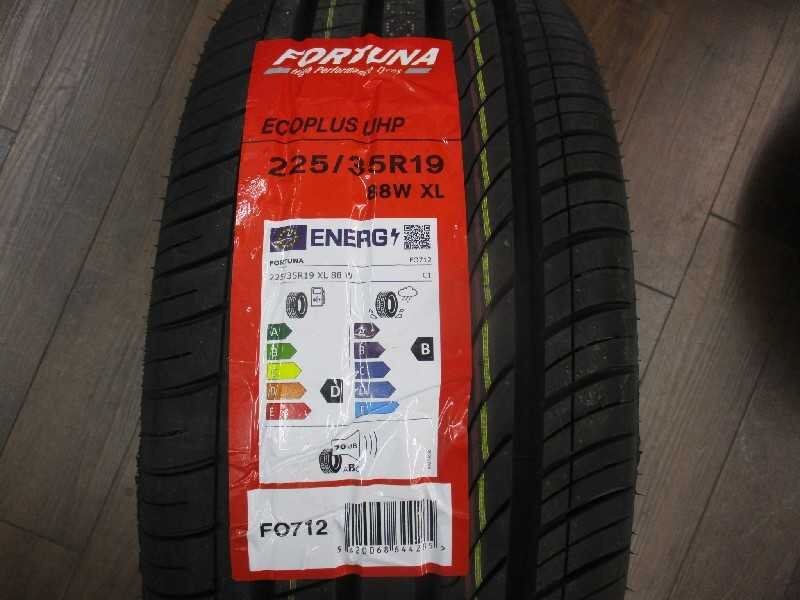 FORTUNA
High Performance Tyres
ECOPLUS UHP
225/35R19
88W XL
ENERG
FORTUNA FO712
225/35R19 XL 88 W C1
A A
B B B
C C
D D D
E E
70 dB
ABC
FO712